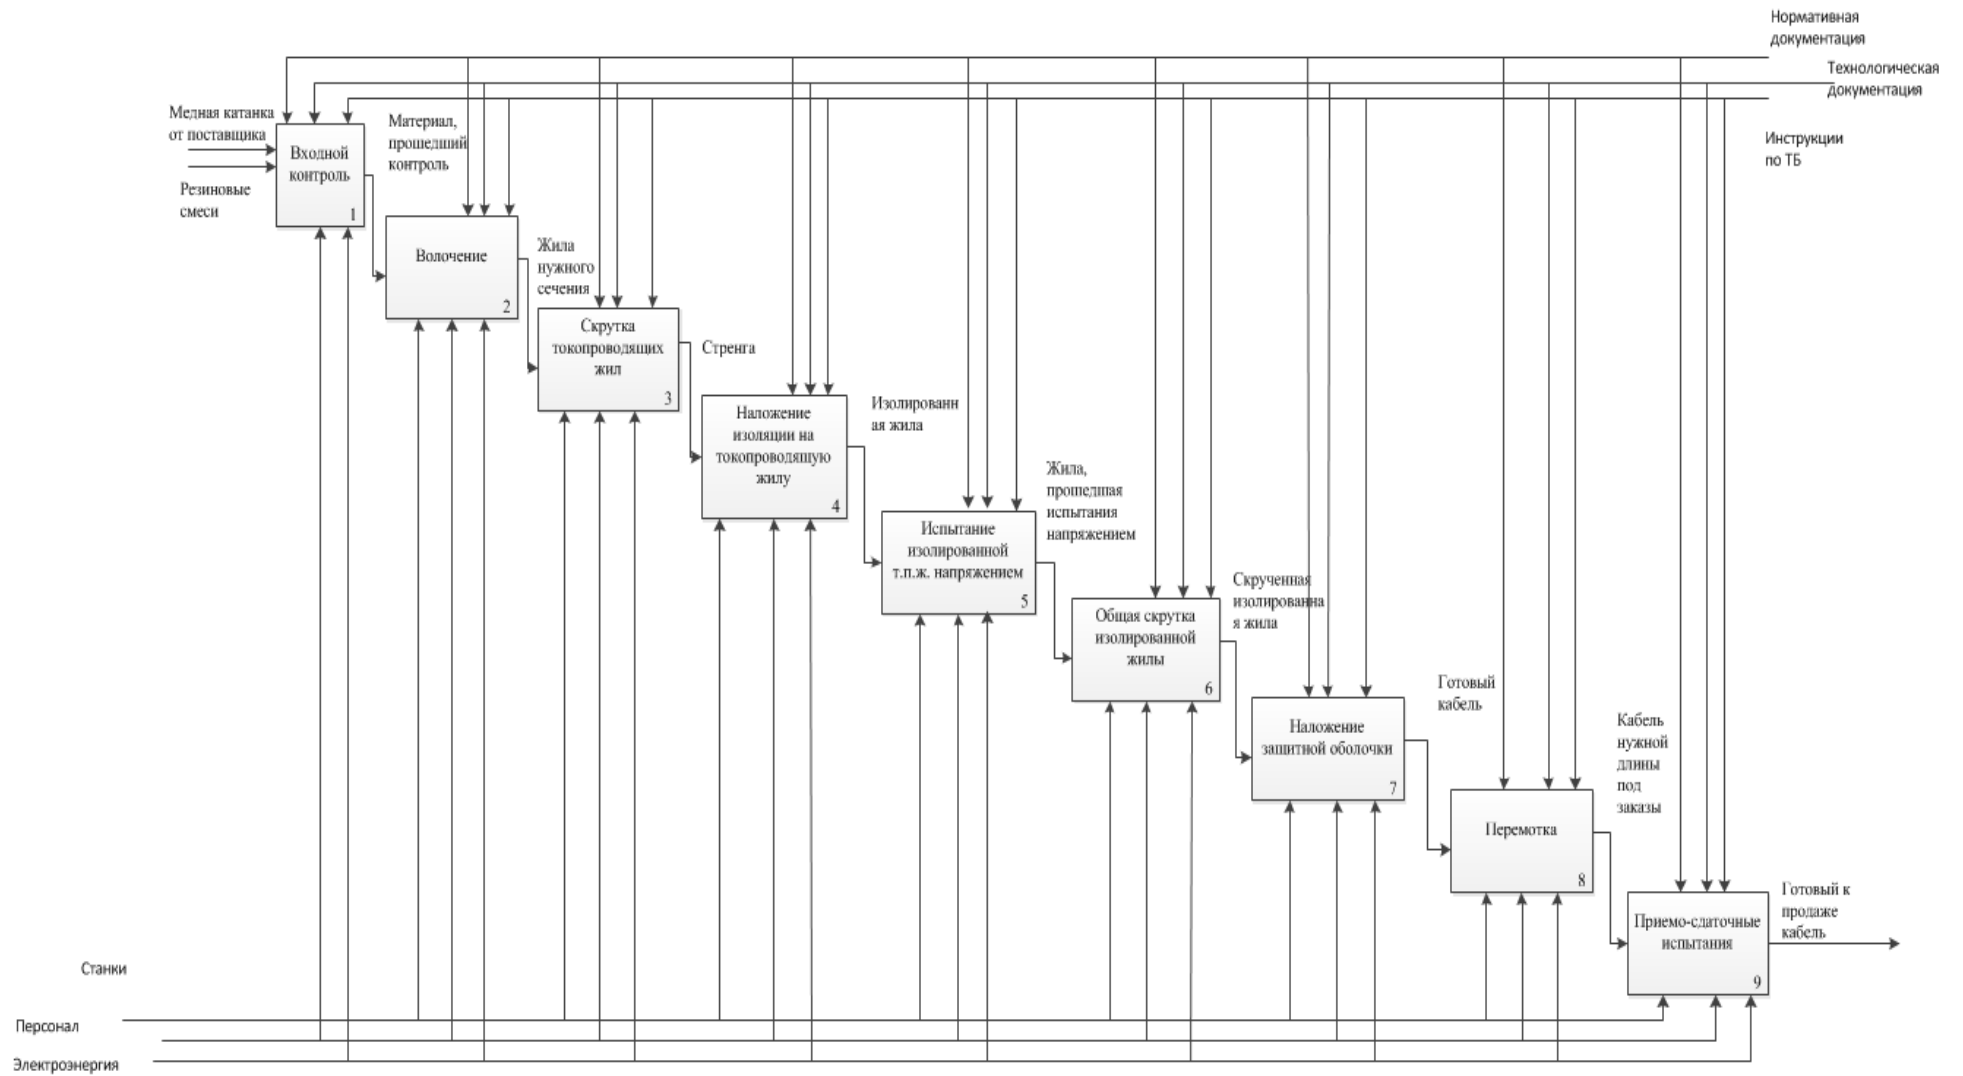 Нормативная
документация
Технологическая
документация
Инструкции
по ТБ
Медная катанка
от поставщика
Резиновые
смеси
Входной
контроль
1
Материал,
прошедший
контроль
Волочение
2
Жила
нужного
сечения
Скрутка
токопроводящих
жил
3
Стренга
Наложение
изоляции на
токопроводящую
жилу
4
Изолированн
ая жила
Испытание
изолированной
т.п.ж. напряжением
5
Жила,
прошедшая
испытания
напряжением
Общая скрутка
изолированной
жилы
6
Скрученная
изолированна
я жила
Наложение
защитной оболочки
7
Готовый
кабель
Перемотка
8
Кабель
нужной
длины
под
заказы
Приемо-сдаточные
испытания
9
Готовый к
продаже
кабель
Станки
Персонал
Электроэнергия